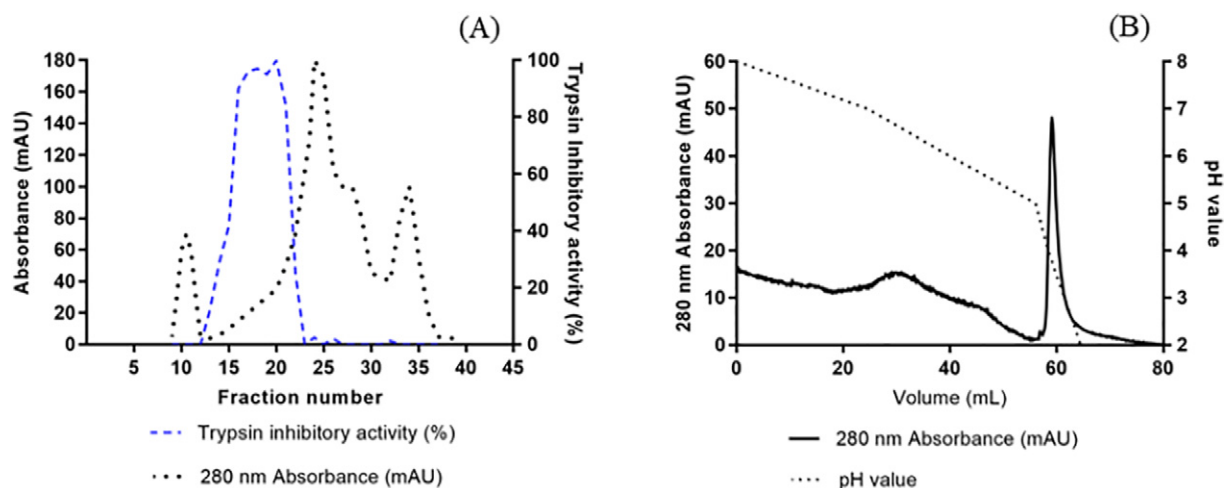 (A)
Absorbance (mAU)
180
160
140
120
100
80
60
40
20
0
5 10 15 20 25 30 35 40 45
Fraction number
100
80
60
40
20
0
Trypsin Inhibitory
activity (%)
Trypsin inhibitory activity (%)
280 nm Absorbance (mAU)
(B)
280 nm Absorbance (mAU)
60
50
40
30
20
10
0
0 20 40 60 80
Volume (mL)
8
7
6
5
4
3
2
pH value
280 nm Absorbance (mAU)
pH value